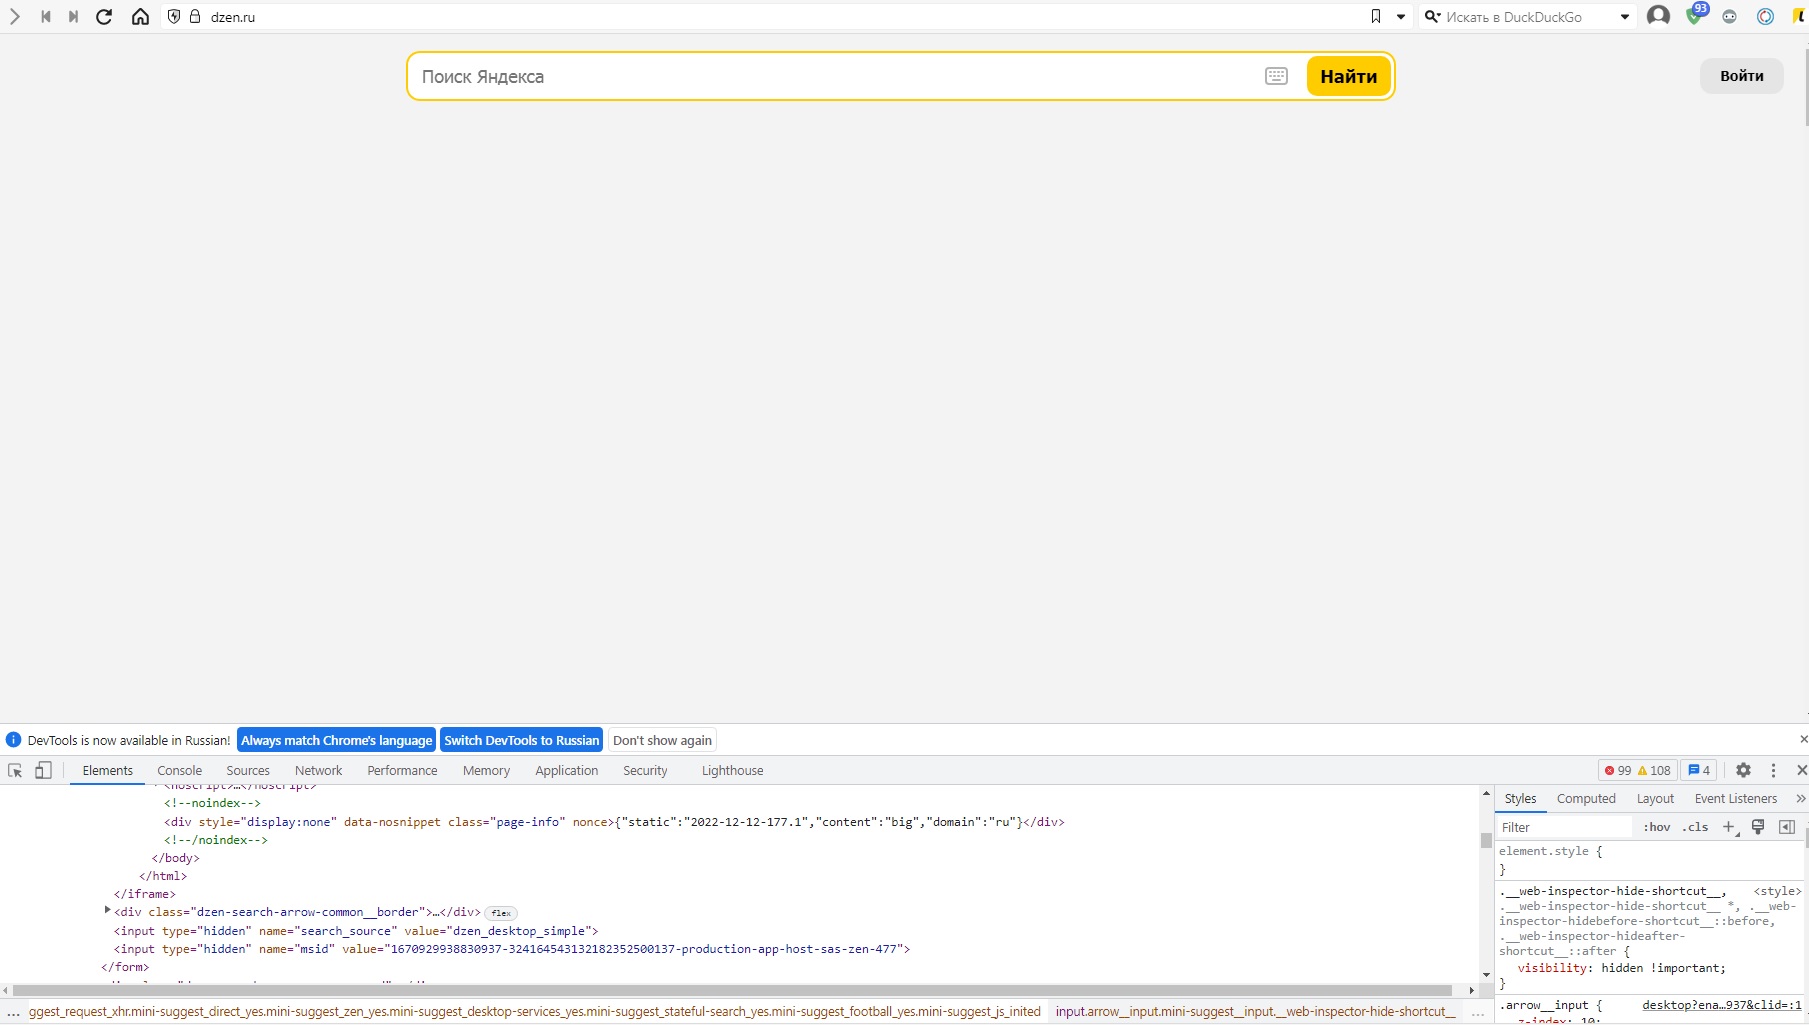 dzen.ru
Искать в DuckDuckGo
93
Поиск Яндекса
Найти
Войти
DevTools is now available in Russian!
Always match Chrome's language
Switch DevTools to Russian
Don't show again
Elements Console Sources Network Performance Memory Application Security Lighthouse
99 108 4
<noscript>…</noscript>
<!--noindex-->
<div style="display:none" data-nosnippet class="page-info" nonce>{"static":"2022-12-12-177.1","content":"big","domain":"ru"}</div>
<!--/noindex-->
</body>
</html>
</iframe>
<div class="dzen-search-arrow-common__border">…</div> flex
<input type="hidden" name="search_source" value="dzen_desktop_simple">
<input type="hidden" name="msid" value="1670929938830937-324164543132182352500137-production-app-host-sas-zen-477">
</form>
... ggest_request_xhr.mini-suggest_direct_yes.mini-suggest_zen_yes.mini-suggest_desktop-services_yes.mini-suggest_stateful-search_yes.mini-suggest_football_yes.mini-suggest_js_inited input.arrow__input.mini-suggest__input.__web-inspector-hide-shortcut__ ...
Styles Computed Layout Event Listeners
Filter :hov .cls
element.style {
}
.__web-inspector-hide-shortcut__, <style>
.__web-inspector-hide-shortcut__ *, .__web-
inspector-hidebefore-shortcut__::before,
.__web-inspector-hideafter-
shortcut__::after {
visibility: hidden !important;
}
.arrow__input { desktop?ena…937&clid=:1
z-index: 10;